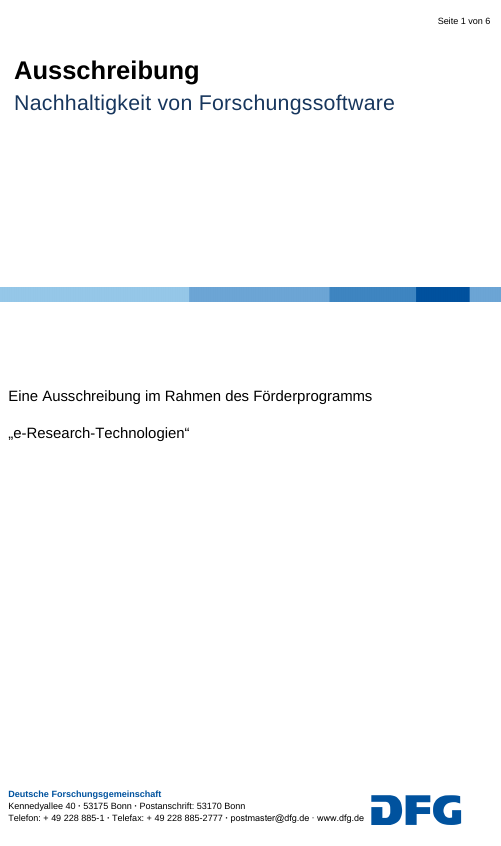 Seite 1 von 6
Ausschreibung
Nachhaltigkeit von Forschungssoftware
Eine Ausschreibung im Rahmen des Förderprogramms
„e-Research-Technologien“
Deutsche Forschungsgemeinschaft
Kennedyallee 40 · 53175 Bonn · Postanschrift: 53170 Bonn
Telefon: + 49 228 885-1 · Telefax: + 49 228 885-2777 · postmaster@dfg.de · www.dfg.de
DFG